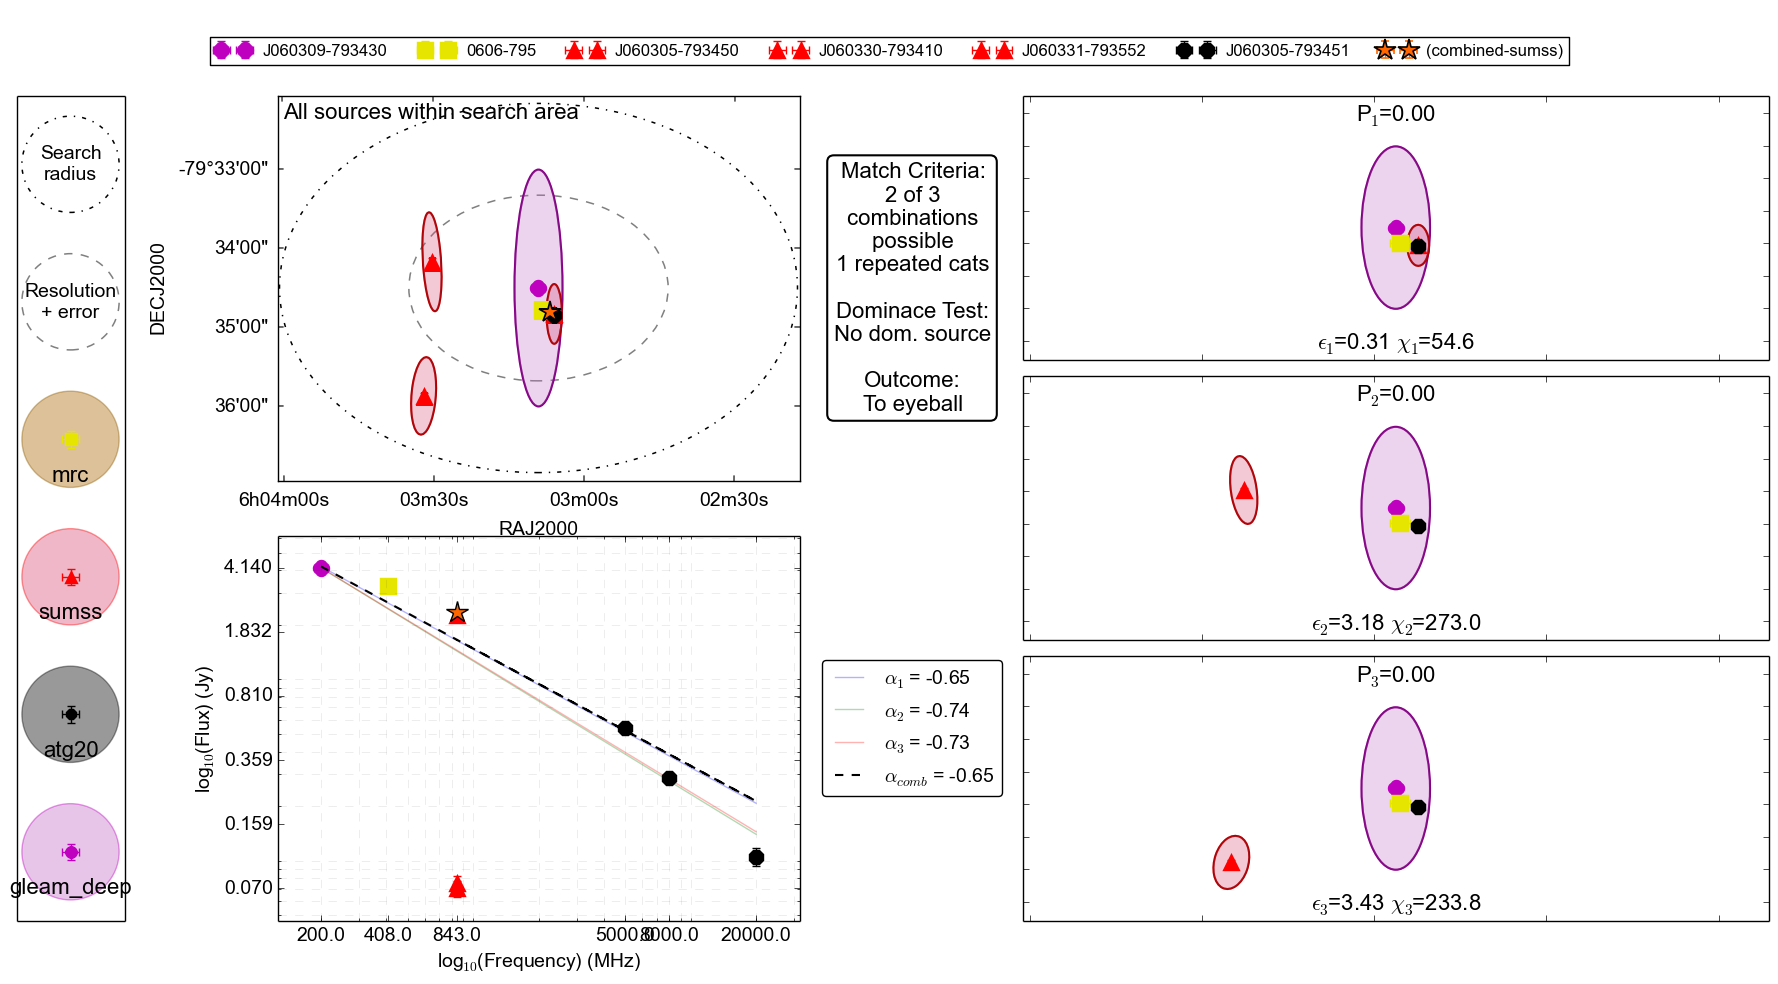 J060309-793430 0606-795 J060305-793450 J060330-793410 J060331-793552 J060305-793451 (combined-sumss)
Search
radius
Resolution
+ error
mrc
sumss
atg20
gleam_deep
All sources within search area
DECJ2000
-79°33'00"
34'00"
35'00"
36'00"
6h04m00s 03m30s 03m00s 02m30s
RAJ2000
Match Criteria:
2 of 3
combinations
possible
1 repeated cats
Dominace Test:
No dom. source
Outcome:
To eyeball
log₁₀(Flux) (Jy)
4.140
1.832
0.810
0.359
0.159
0.070
200.0 408.0 843.0 5000.0 8000.0 20000.0
log₁₀(Frequency) (MHz)
α₁ = -0.65
α₂ = -0.74
α₃ = -0.73
α_comb = -0.65
P₁=0.00
ϵ₁=0.31 χ₁=54.6
P₂=0.00
ϵ₂=3.18 χ₂=273.0
P₃=0.00
ϵ₃=3.43 χ₃=233.8